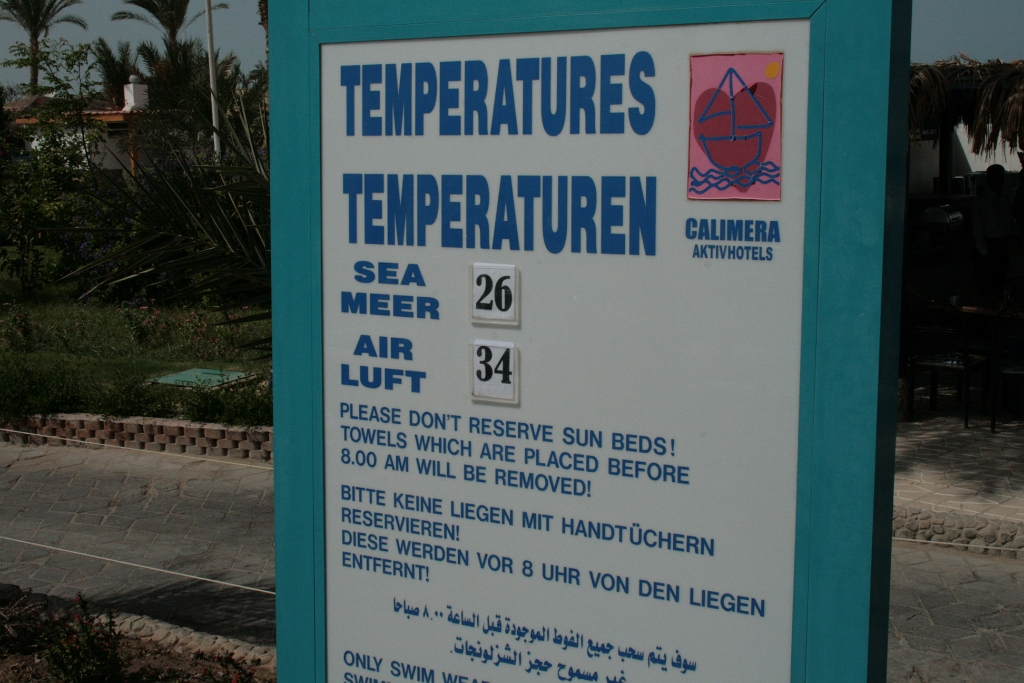 TEMPERATURES
TEMPERATUREN
CALIMERA
AKTIVHOTELS
SEA 26
MEER
AIR 34
LUFT
PLEASE DON'T RESERVE SUN BEDS!
TOWELS WHICH ARE PLACED BEFORE
8.00 AM WILL BE REMOVED!
BITTE KEINE LIEGEN MIT HANDTÜCHERN
RESERVIEREN!
DIESE WERDEN VOR 8 UHR VON DEN LIEGEN
ENTFERNT!
سوف يتم سحب جميع الفوط الموجودة قبل الساعة ٨.٠٠ صباحا
غير مسموح حجز الشزلونجات.
ONLY SWIM